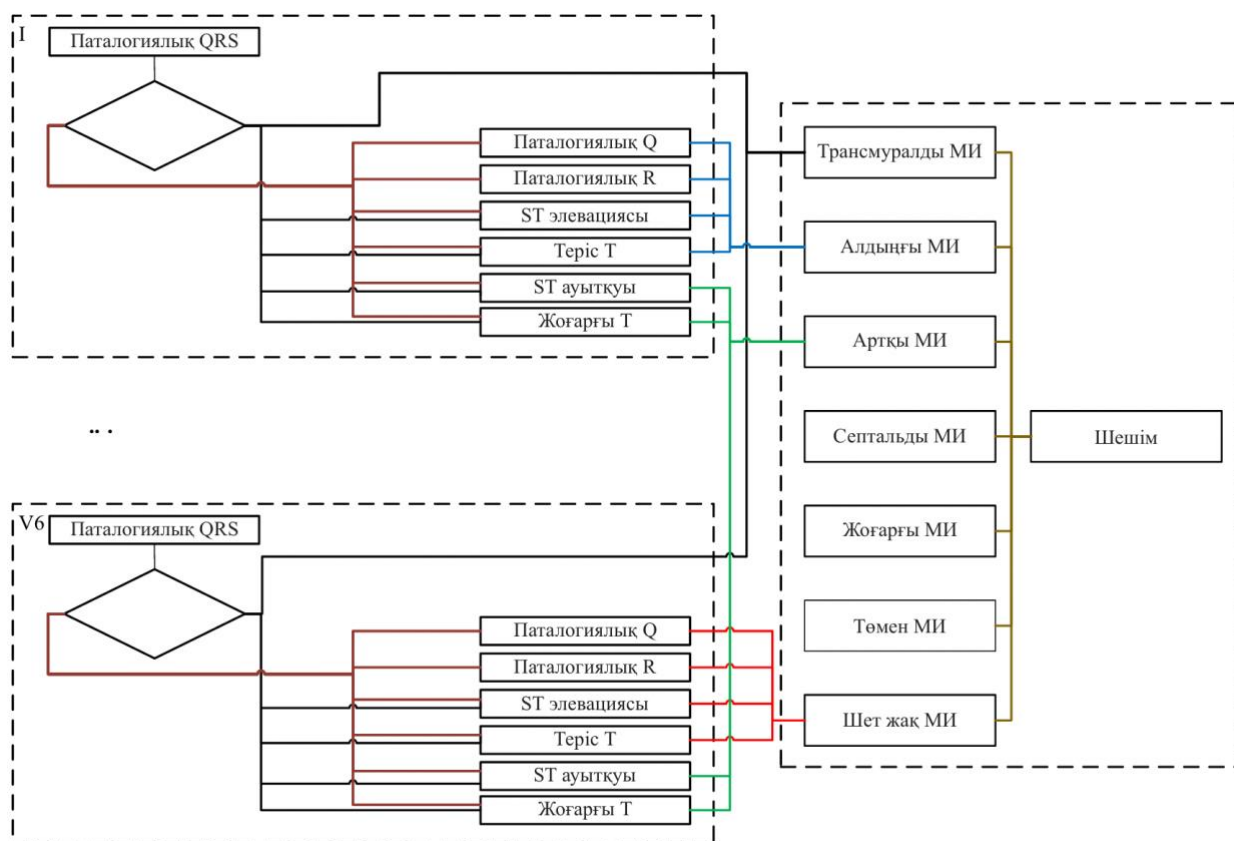 I
Паталогиялық QRS
Паталогиялық Q
Паталогиялық R
ST элевациясы
Теріс Т
ST ауытқуы
Жоғарғы Т
.. .
V6
Паталогиялық QRS
Паталогиялық Q
Паталогиялық R
ST элевациясы
Теріс Т
ST ауытқуы
Жоғарғы Т
Трансмуралды МИ
Алдыңғы МИ
Артқы МИ
Септальды МИ
Жоғарғы МИ
Төмен МИ
Шет жақ МИ
Шешім